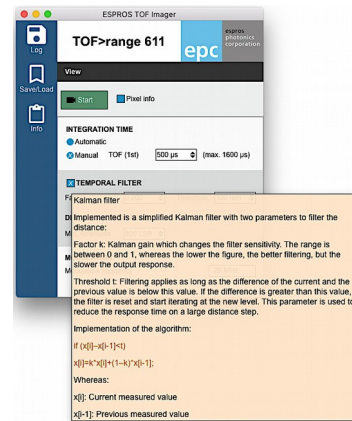 ESPROS TOF Imager
Log
TOF>range 611
epc
espros
photonics
corporation
View
Save/Load
Start
Pixel info
Info
INTEGRATION TIME
Automatic
Manual TOF (1st) 500 µs (max. 1600 µs)
TEMPORAL FILTER
Kalman filter
Implemented is a simplified Kalman filter with two parameters to filter the
distance:
Factor k: Kalman gain which changes the filter sensitivity. The range is
between 0 and 1, whereas the lower the figure, the better filtering, but the
slower the output response.
Threshold t: Filtering applies as long as the difference of the current and the
previous value is below this value. If the difference is greater than this value,
the filter is reset and start iterating at the new level. This parameter is used to
reduce the response time on a large distance step.
Implementation of the algorithm:
if (x[i]–x[i-1]<t)
x[i]=k*x[i]+(1–k)*x[i-1];
Whereas:
x[i]: Current measured value
x[i-1]: Previous measured value